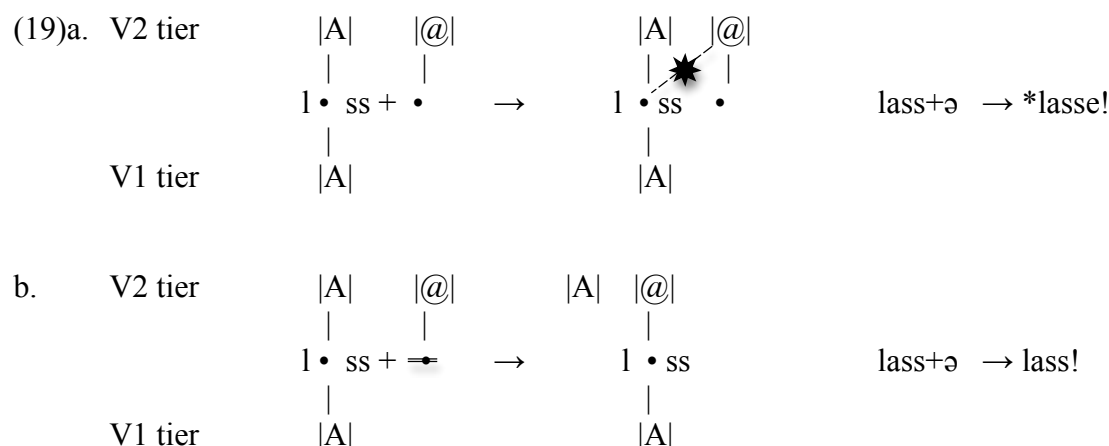 (19)a. V2 tier |A| |@| |A| |@|
l • ss + • → l • ss • lass+ə → *lasse!
V1 tier |A| |A|
b. V2 tier |A| |@| |A| |@|
l • ss + • → l • ss lass+ə → lass!
V1 tier |A| |A|